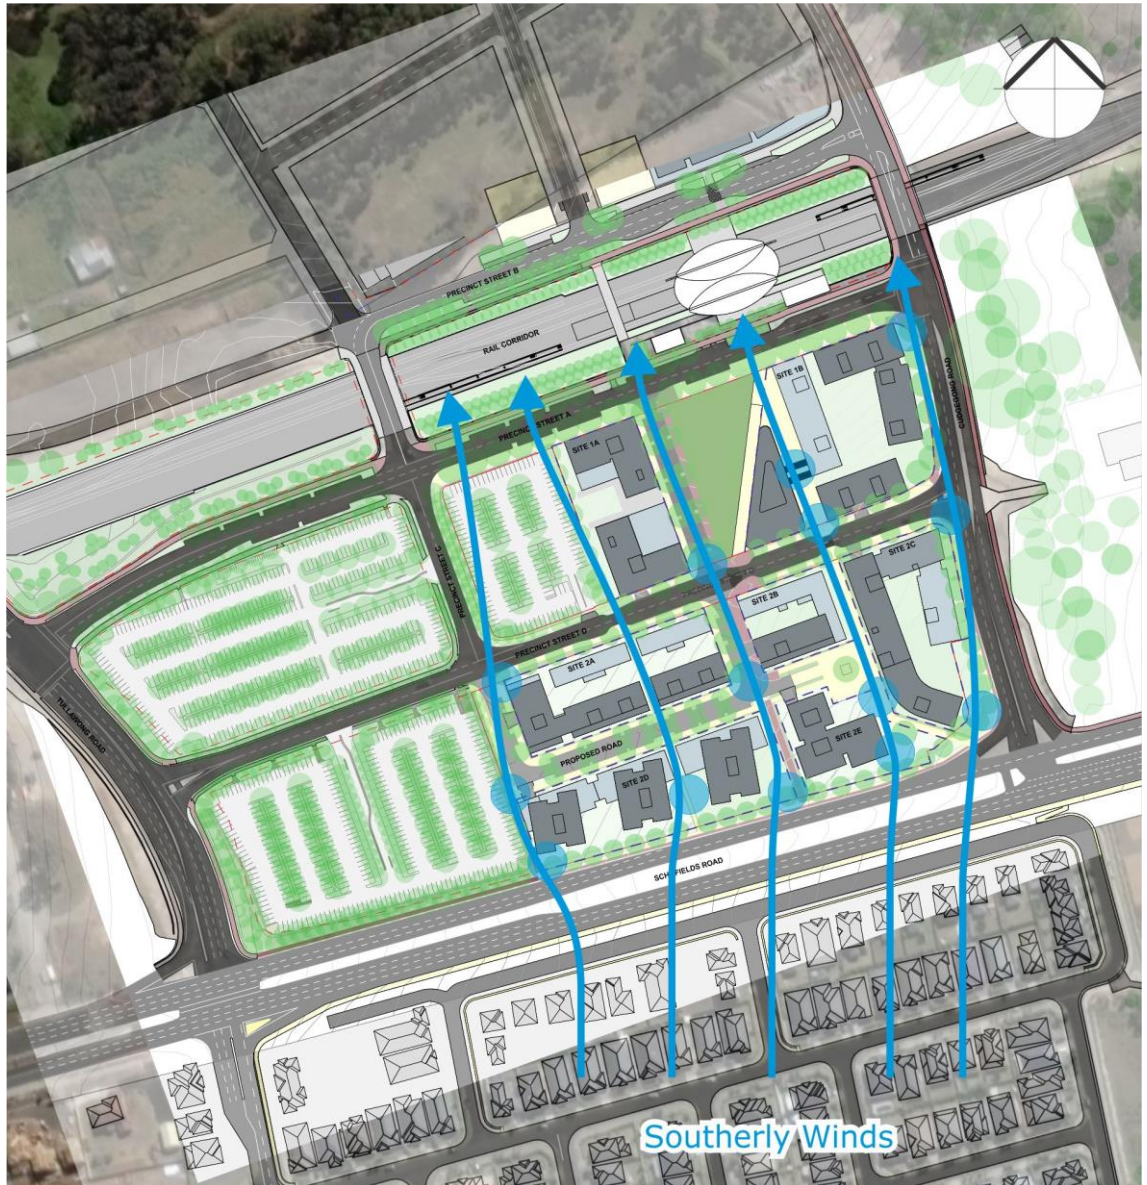 PRECINCT STREET B
RAIL CORRIDOR
SITE 1B
CUDGEGONG ROAD
PRECINCT STREET A
SITE 1A
PRECINCT STREET C
SITE 2C
SITE 2B
PRECINCT STREET D
SITE 2A
TULLAWONG ROAD
PROPOSED ROAD
SITE 2E
SITE 2D
SCHOFIELDS ROAD
Southerly Winds